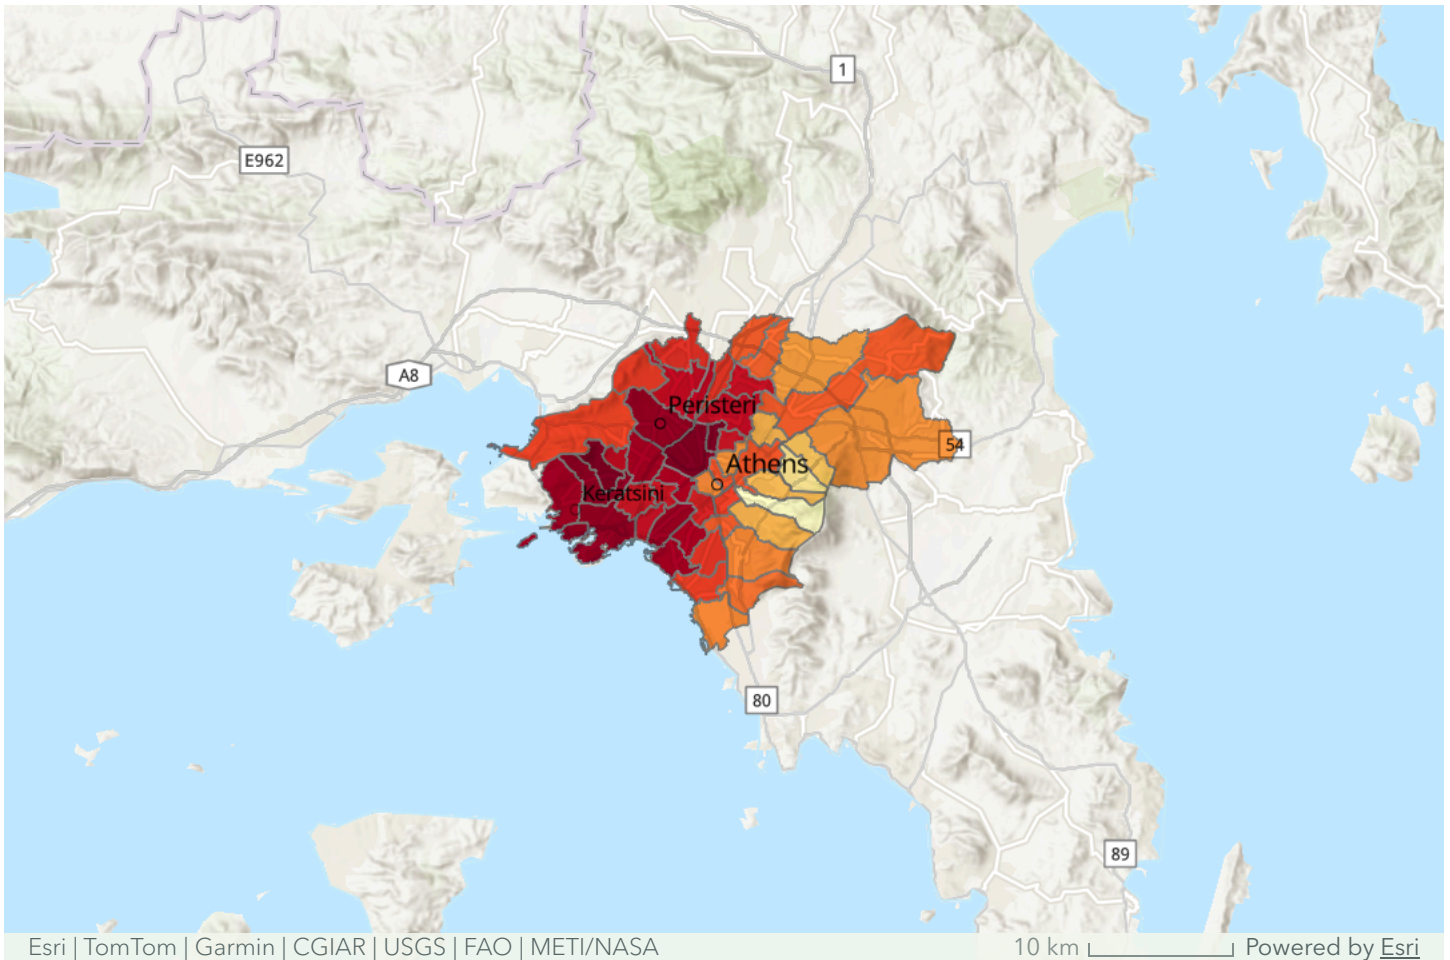 1
E962
A8
Peristeri
54
Athens
Keratsini
80
89
Esri | TomTom | Garmin | CGIAR | USGS | FAO | METI/NASA
10 km
Powered by Esri